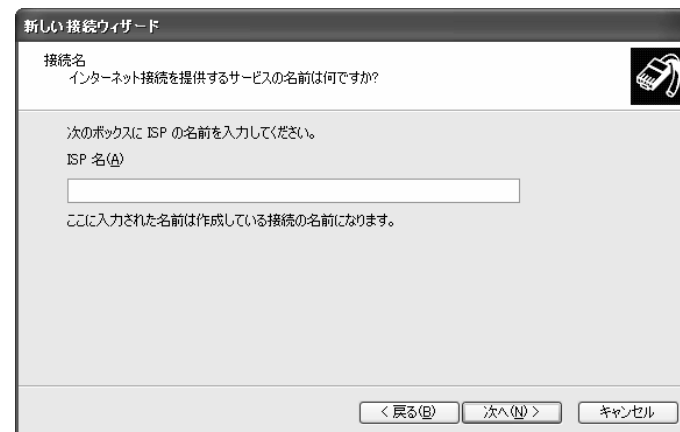 新しい接続ウィザード
接続名
インターネット接続を提供するサービスの名前は何ですか?
次のボックスに ISP の名前を入力してください。
ISP 名(A)
ここに入力された名前は作成している接続の名前になります。
< 戻る(B)
次へ(N) >
キャンセル